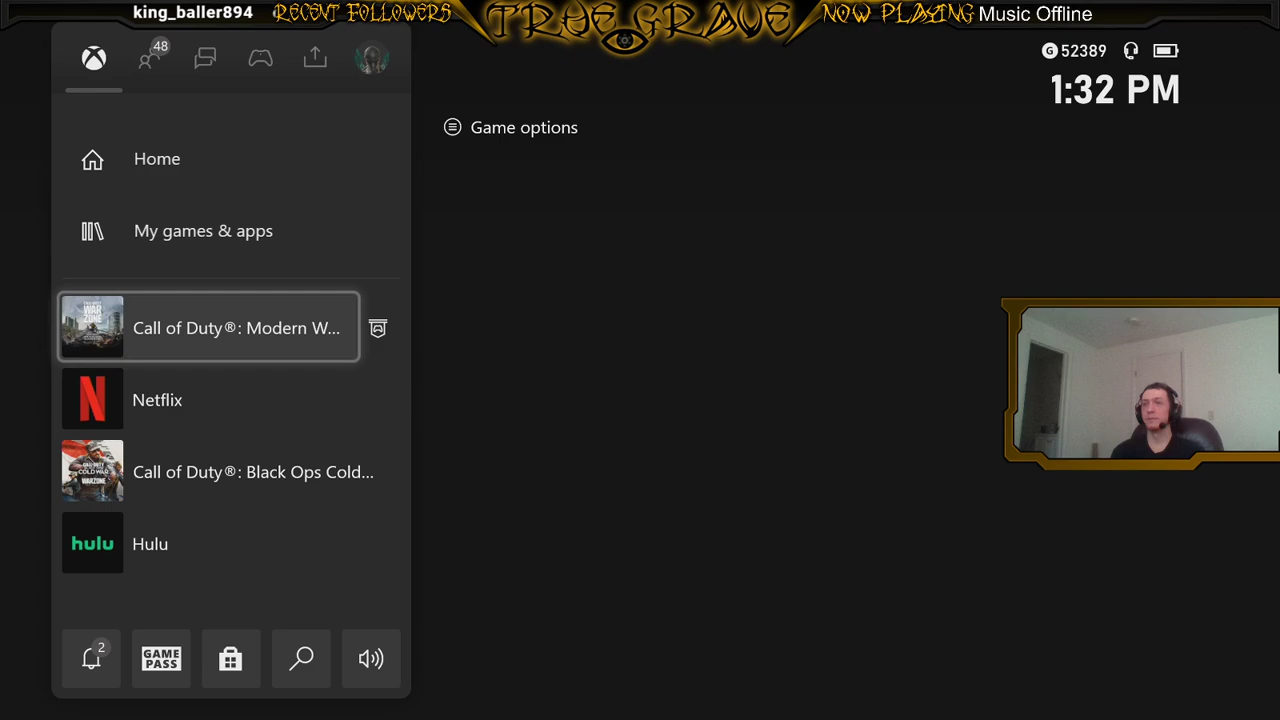 king_baller894
RECENT FOLLOWERS
TRUE GRAVE
NOW PLAYING Music Offline
48
G 52389
1:32 PM
Game options
Home
My games & apps
Call of Duty®: Modern W...
Netflix
Call of Duty®: Black Ops Cold...
hulu Hulu
2
GAME PASS